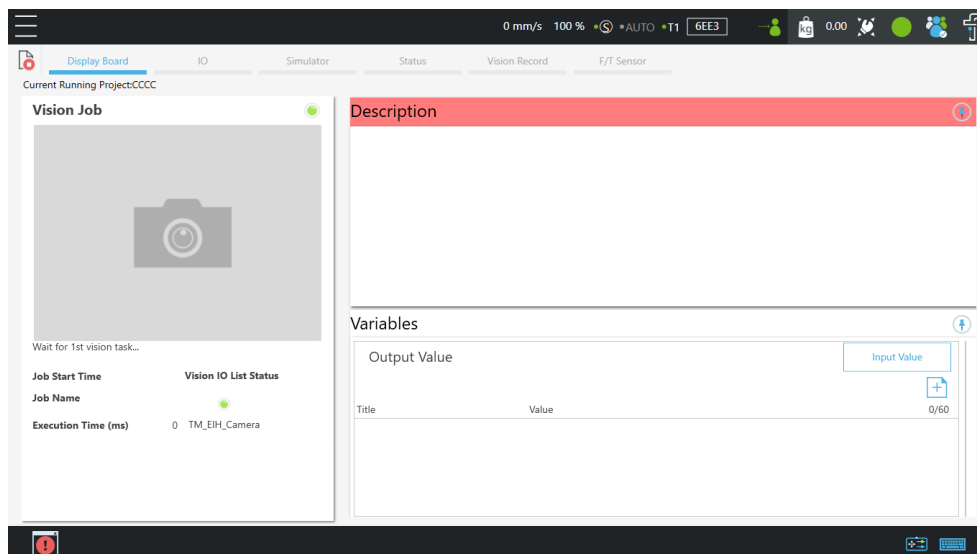 0 mm/s 100 % •Ⓢ •AUTO •T1 6EE3 kg 0.00
Display Board IO Simulator Status Vision Record F/T Sensor
Current Running Project:CCCC
Vision Job
Wait for 1st vision task...
Job Start Time Vision IO List Status
Job Name
Execution Time (ms) 0 TM_EIH_Camera
Description
Variables
Output Value Input Value
Title Value 0/60